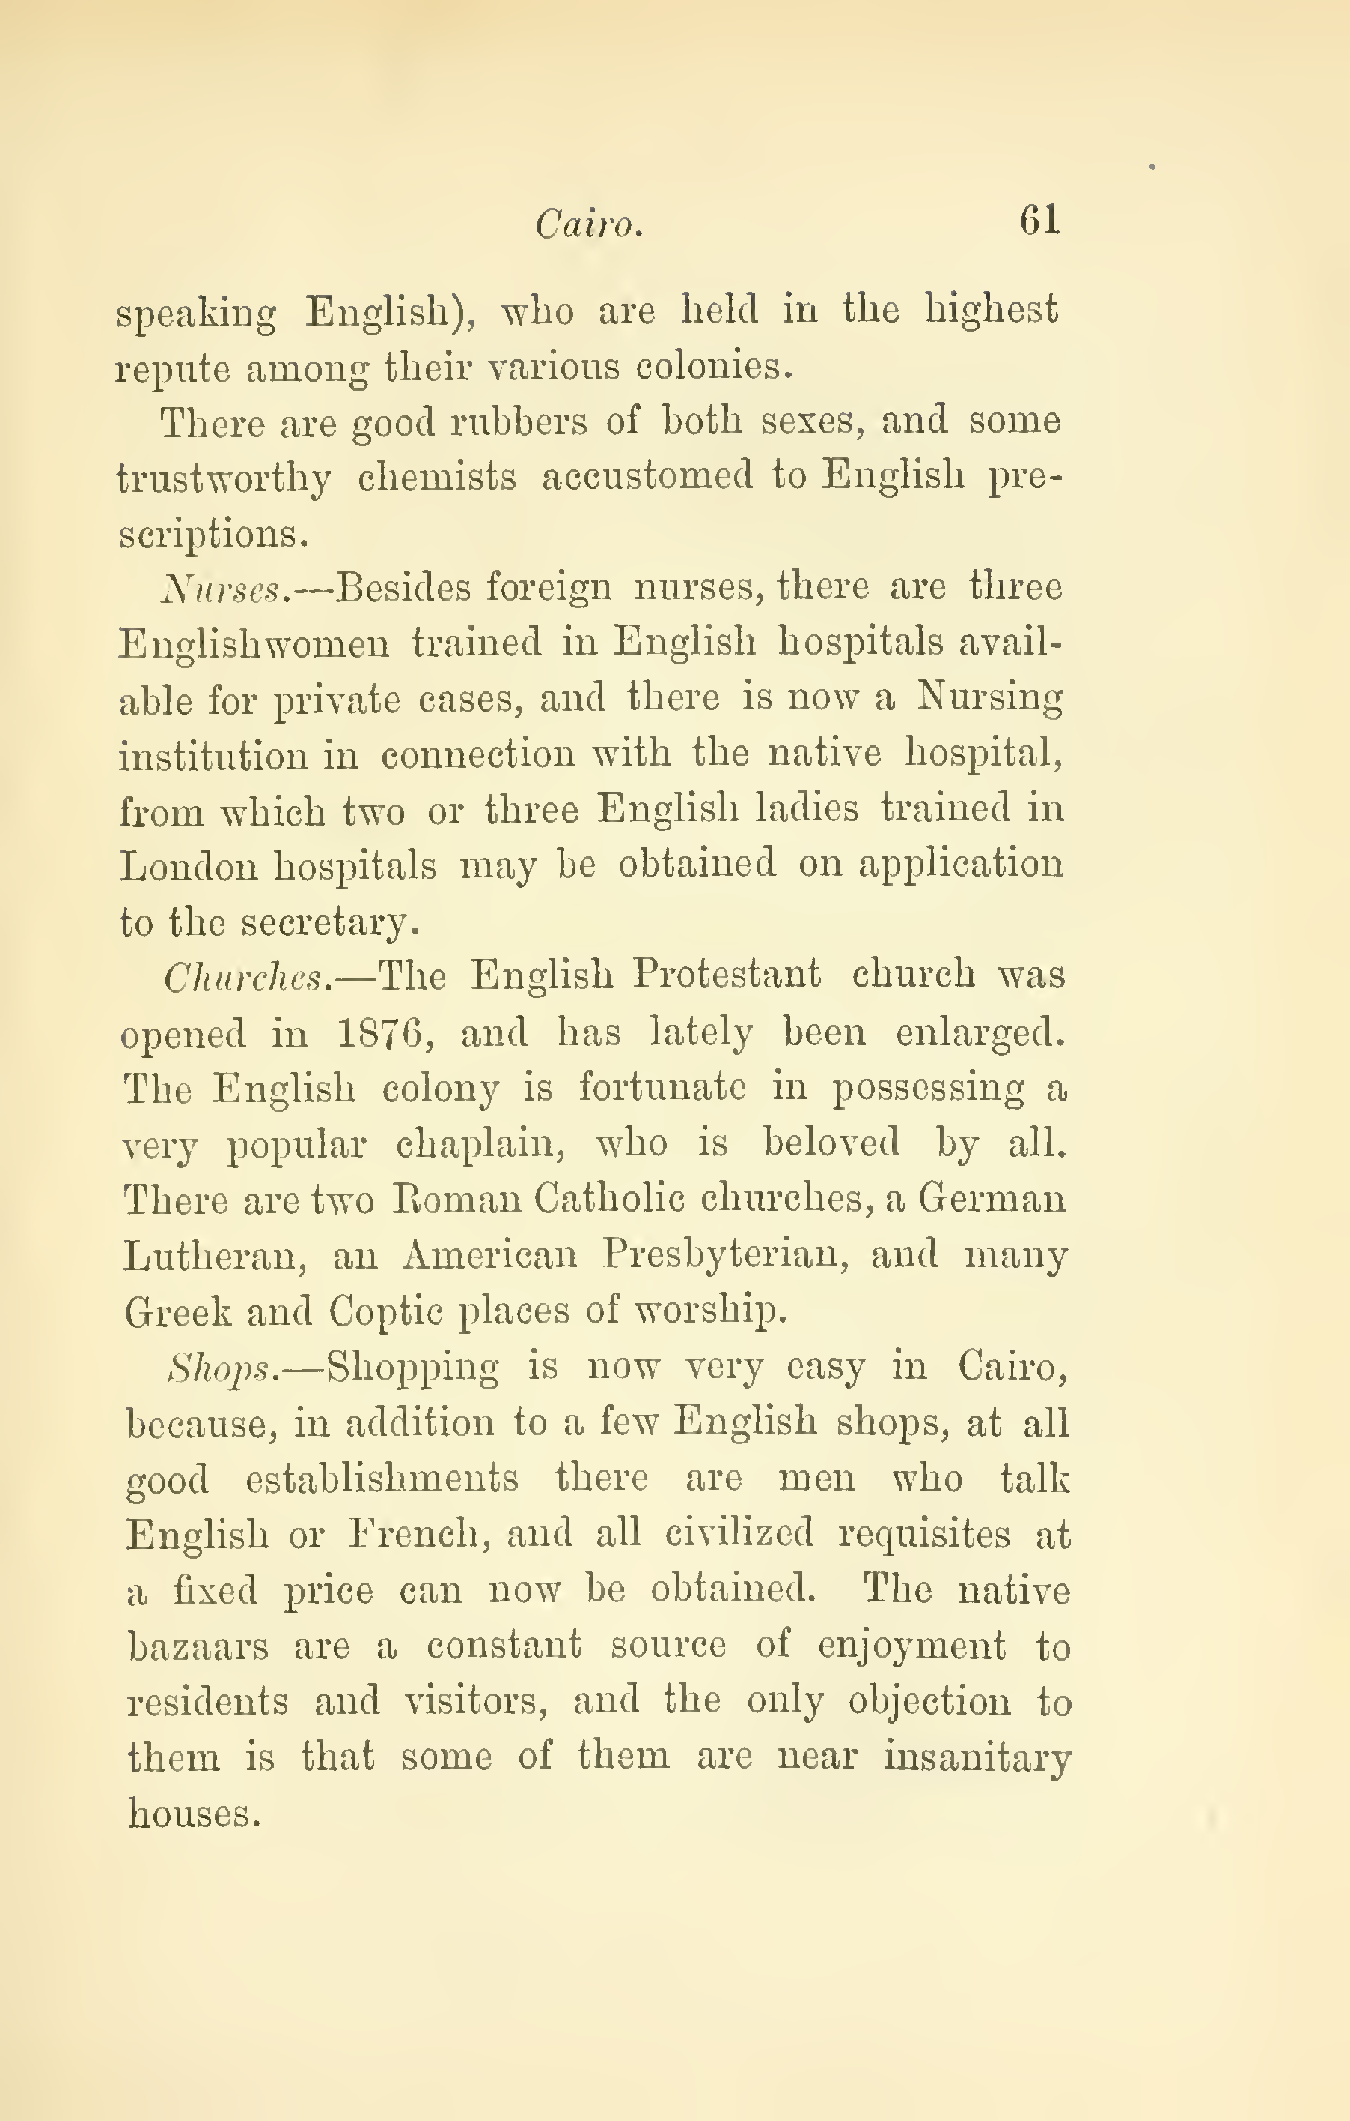 Cairo. 61
speaking English), who are held in the highest
repute among their various colonies.
There are good rubbers of both sexes, and some
trustworthy chemists accustomed to English pre-
scriptions.
Nurses.—Besides foreign nurses, there are three
Englishwomen trained in English hospitals avail-
able for private cases, and there is now a Nursing
institution in connection with the native hospital,
from which two or three English ladies trained in
London hospitals may be obtained on application
to the secretary.
Churches.—The English Protestant church was
opened in 1876, and has lately been enlarged.
The English colony is fortunate in possessing a
very popular chaplain, who is beloved by all.
There are two Roman Catholic churches, a German
Lutheran, an American Presbyterian, and many
Greek and Coptic places of worship.
Shops.—Shopping is now very easy in Cairo,
because, in addition to a few English shops, at all
good establishments there are men who talk
English or French, and all civilized requisites at
a fixed price can now be obtained. The native
bazaars are a constant source of enjoyment to
residents and visitors, and the only objection to
them is that some of them are near insanitary
houses.